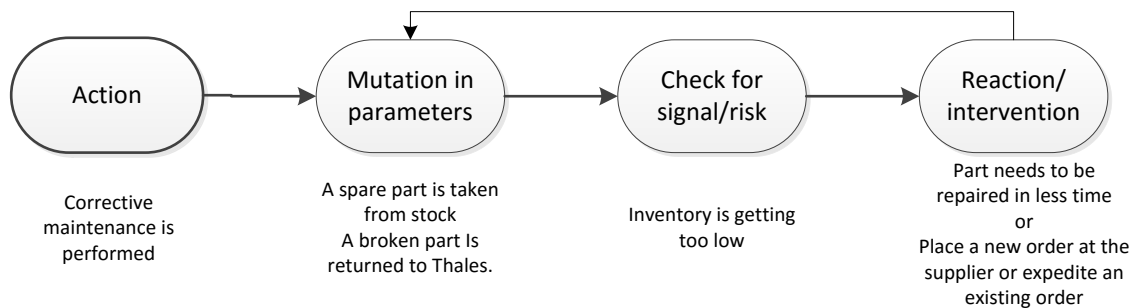 Action
Mutation in
parameters
Check for
signal/risk
Reaction/
intervention
Corrective
maintenance is
performed
A spare part is taken
from stock
A broken part Is
returned to Thales.
Inventory is getting
too low
Part needs to be
repaired in less time
or
Place a new order at the
supplier or expedite an
existing order